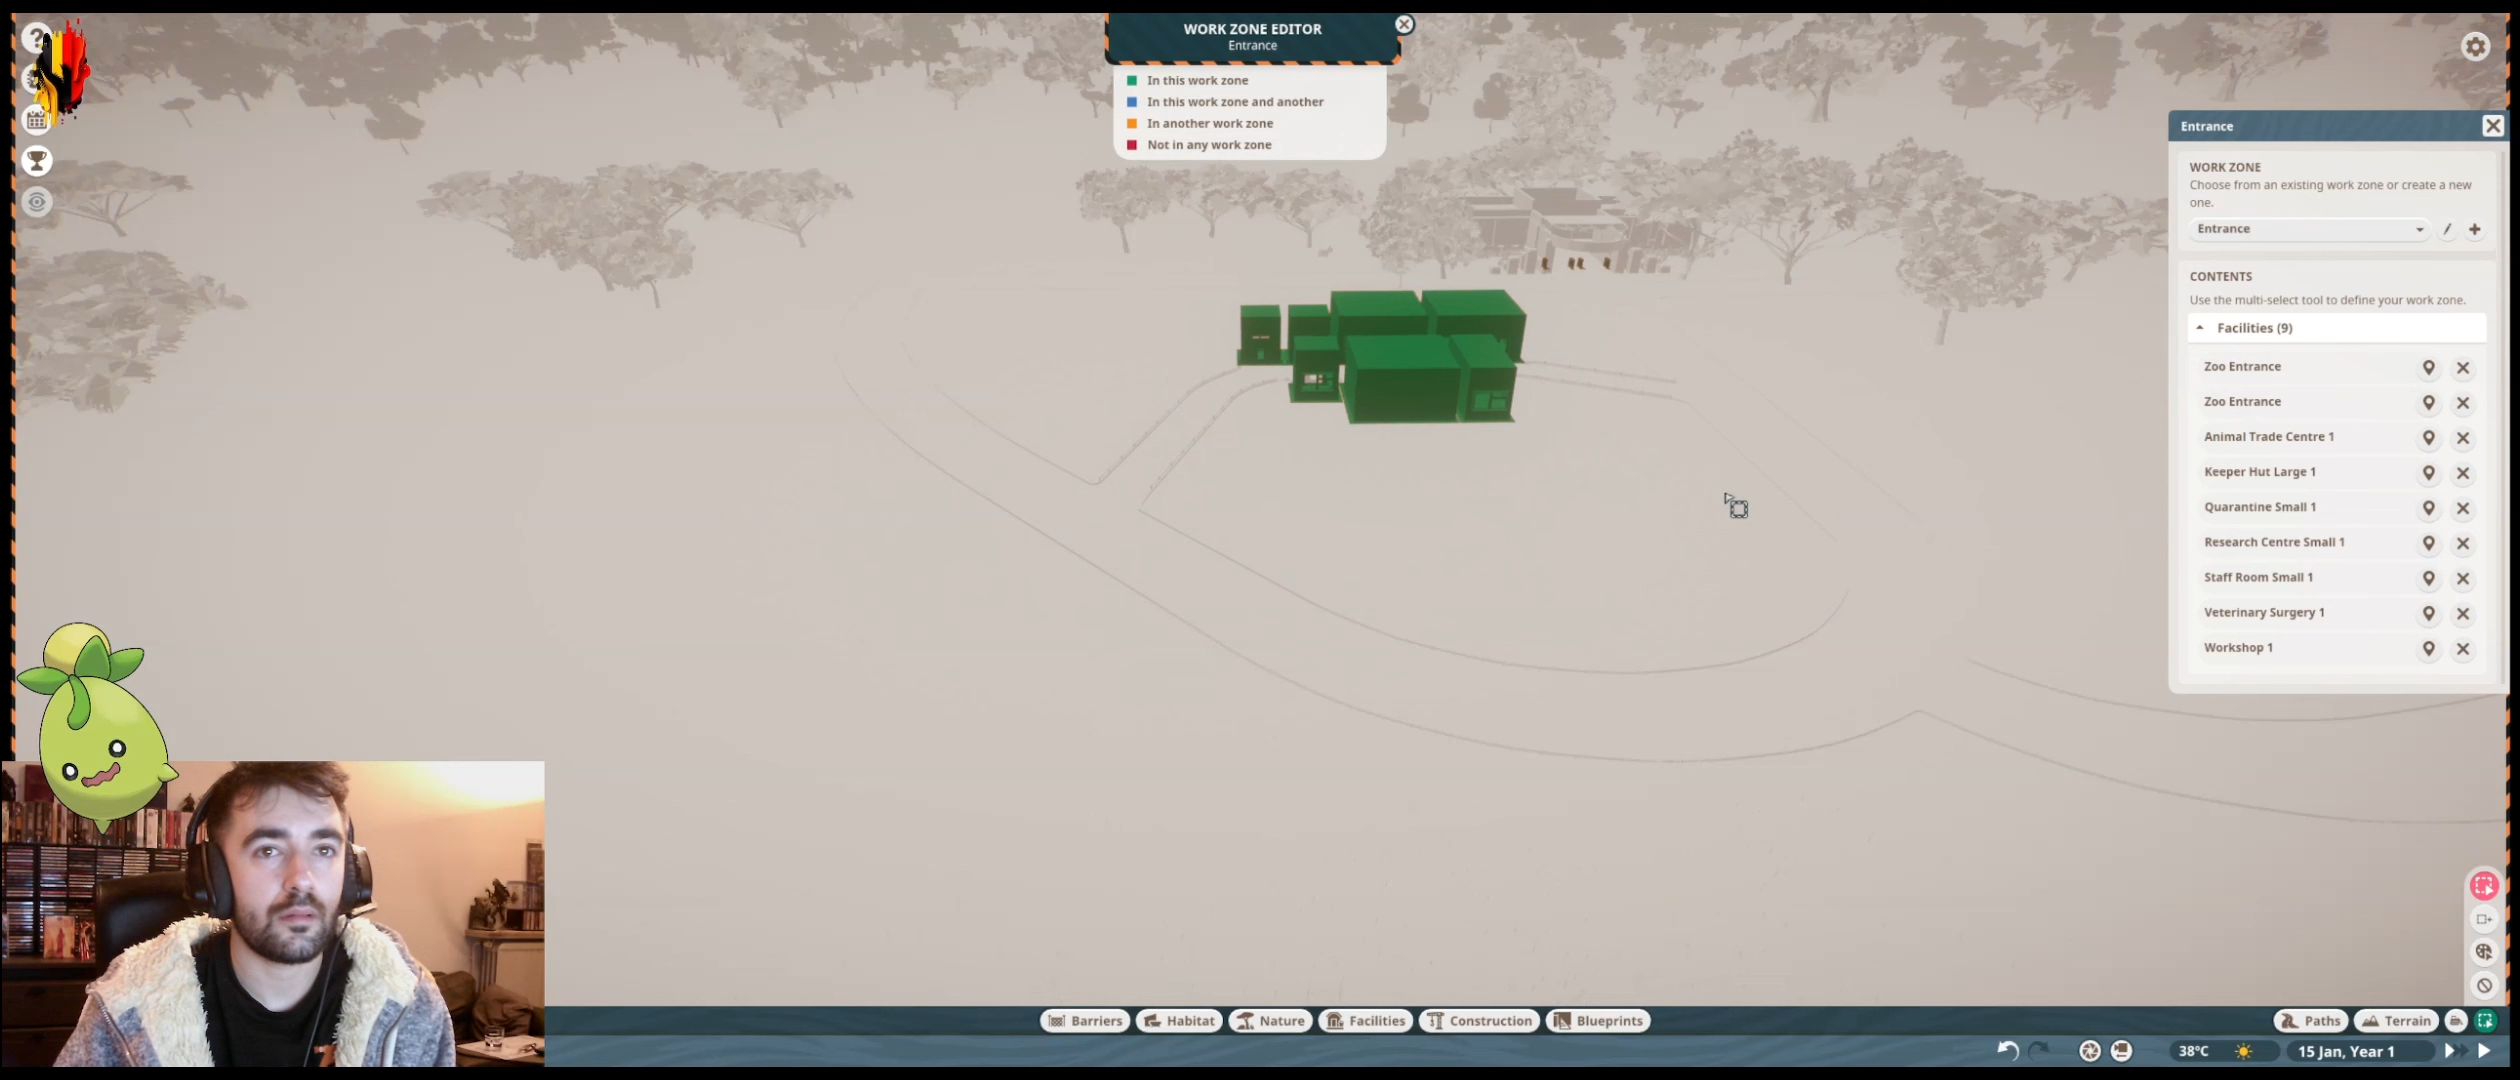 WORK ZONE EDITOR
Entrance
In this work zone
In this work zone and another
In another work zone
Not in any work zone
Entrance
WORK ZONE
Choose from an existing work zone or create a new
one.
Entrance
CONTENTS
Use the multi-select tool to define your work zone.
Facilities (9)
Zoo Entrance
Zoo Entrance
Animal Trade Centre 1
Keeper Hut Large 1
Quarantine Small 1
Research Centre Small 1
Staff Room Small 1
Veterinary Surgery 1
Workshop 1
Barriers
Habitat
Nature
Facilities
Construction
Blueprints
Paths
Terrain
38°C
15 Jan, Year 1